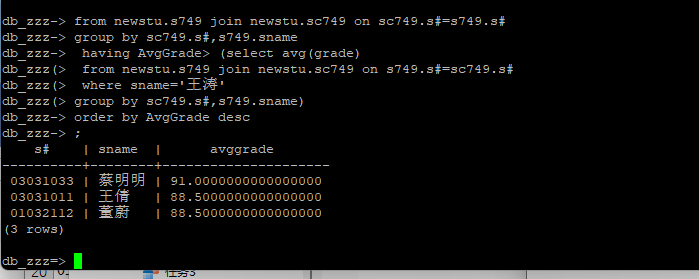 db_zzz-> from newstu.s749 join newstu.sc749 on sc749.s#=s749.s#
db_zzz-> group by sc749.s#,s749.sname
db_zzz->  having AvgGrade> (select avg(grade)
db_zzz(>  from newstu.s749 join newstu.sc749 on s749.s#=sc749.s#
db_zzz(>  where sname='王涛'
db_zzz(> group by sc749.s#,s749.sname)
db_zzz-> order by AvgGrade desc
db_zzz-> ;
    s#    | sname  |      avggrade
----------+--------+---------------------
 03031033 | 蔡明明 | 91.0000000000000000
 03031011 | 王倩   | 88.5000000000000000
 01032112 | 董蔚   | 88.5000000000000000
(3 rows)
db_zzz=>
20
任务3